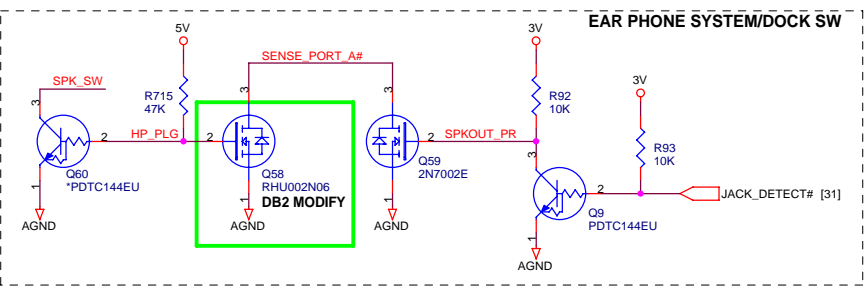 EAR PHONE SYSTEM/DOCK SW
5V
3V
SENSE_PORT_A#
3V
SPK_SW
3
R715
47K
3
3
R92
10K
R93
10K
HP_PLG
2
2
2
SPKOUT_PR
3
2
JACK_DETECT# [31]
Q60
*PDTC144EU
1
Q58
RHU002N06
DB2 MODIFY
1
Q59
2N7002E
1
Q9
PDTC144EU
1
AGND
AGND
AGND
AGND